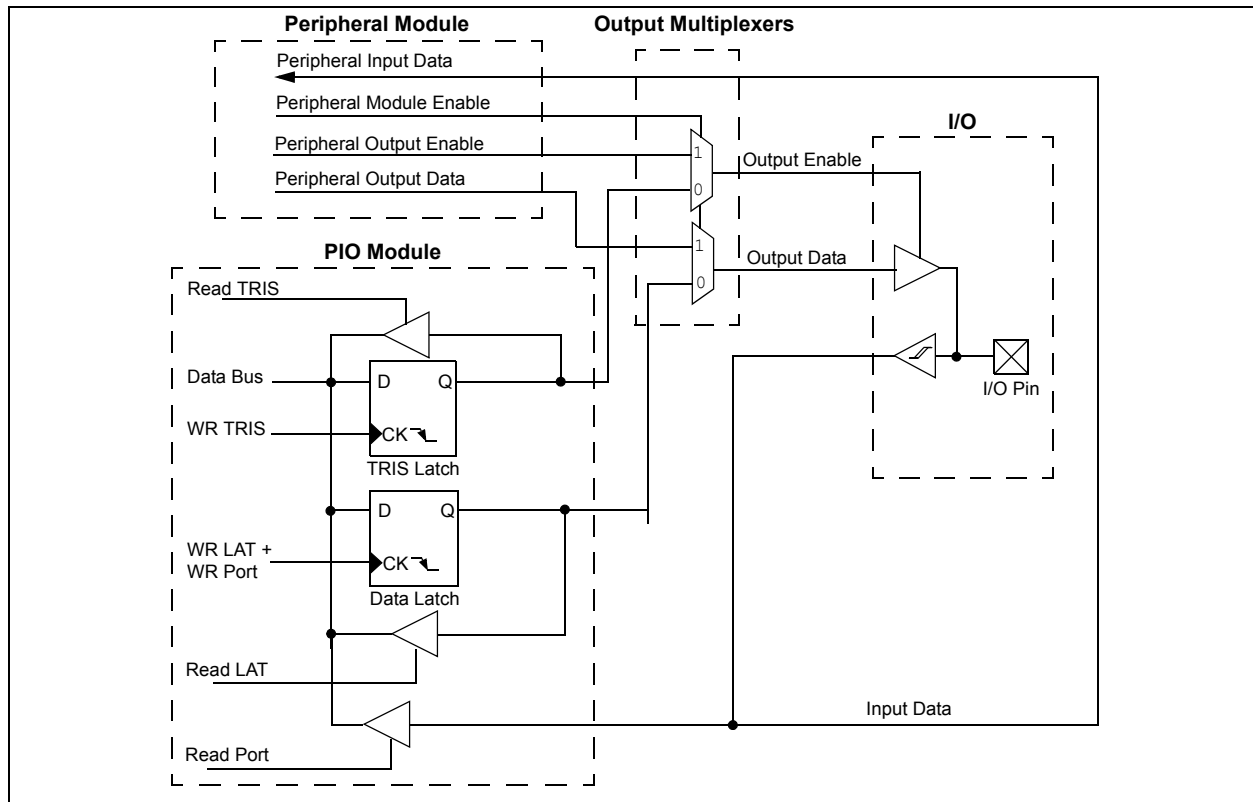 Peripheral Module
Output Multiplexers
Peripheral Input Data
Peripheral Module Enable
Peripheral Output Enable
Peripheral Output Data
1
0
1
0
Output Enable
Output Data
I/O
I/O Pin
PIO Module
Read TRIS
Data Bus
D Q
WR TRIS
CK
TRIS Latch
D Q
WR LAT +
WR Port
CK
Data Latch
Read LAT
Input Data
Read Port